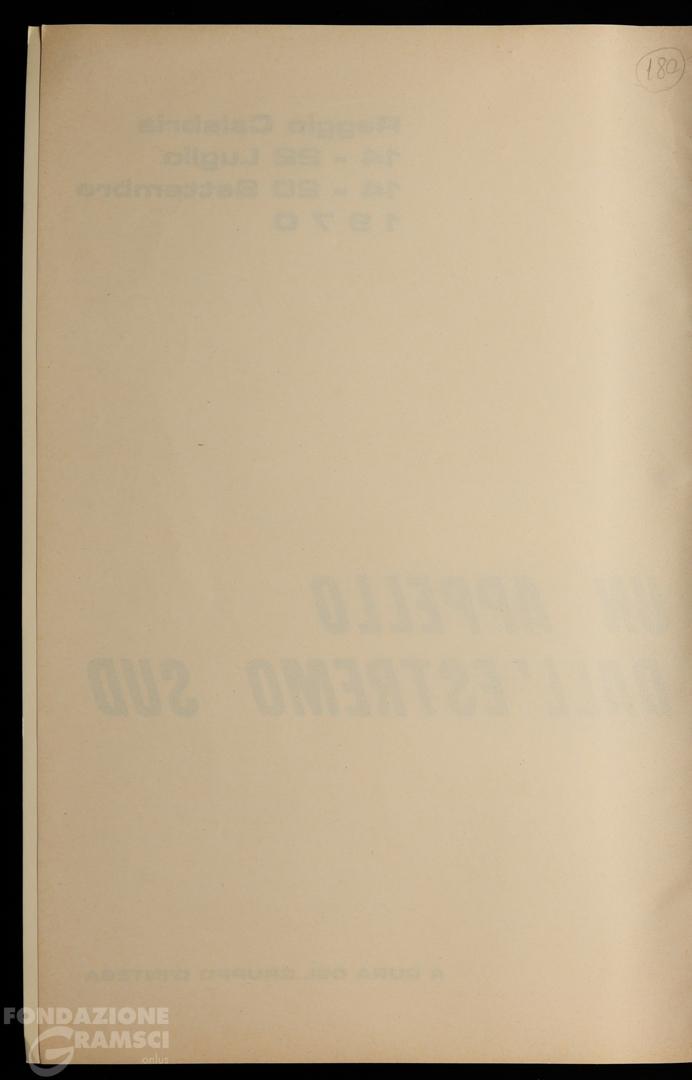 180
Reggio Calabria
14 - 22 Luglio
14 - 20 Settembre
1970
UN APPELLO
DALL'ESTREMO SUD
A CURA DEL GRUPPO D'INTESA
FONDAZIONE
GRAMSCI
onlus